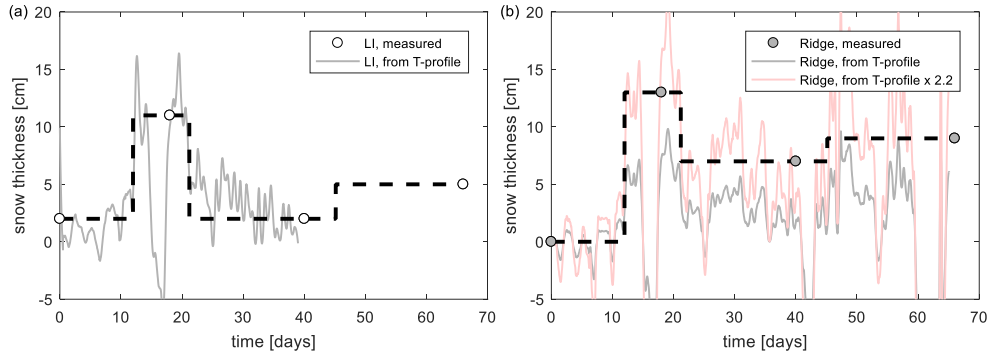 (a)
20
15
10
5
0
-5
snow thickness [cm]
0 10 20 30 40 50 60 70
time [days]
LI, measured
LI, from T-profile
(b)
20
15
10
5
0
-5
snow thickness [cm]
0 10 20 30 40 50 60 70
time [days]
Ridge, measured
Ridge, from T-profile
Ridge, from T-profile x 2.2